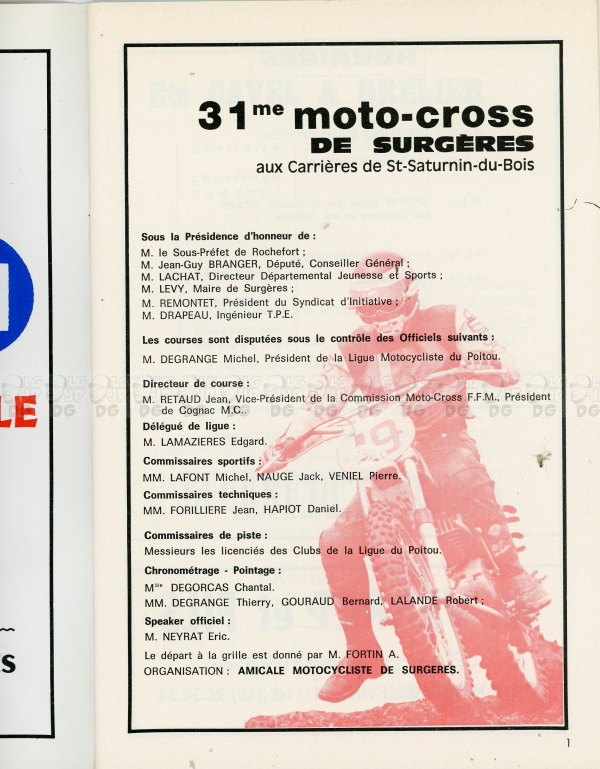 31me moto-cross
DE SURGÈRES
aux Carrières de St-Saturnin-du-Bois
Sous la Présidence d'honneur de :
M. le Sous-Préfet de Rochefort ;
M. Jean-Guy BRANGER, Député, Conseiller Général ;
M. LACHAT, Directeur Départemental Jeunesse et Sports ;
M. LEVY, Maire de Surgères ;
M. REMONTET, Président du Syndicat d'Initiative ;
M. DRAPEAU, Ingénieur T.P.E.
Les courses sont disputées sous le contrôle des Officiels suivants :
M. DEGRANGE Michel, Président de la Ligue Motocycliste du Poitou.
Directeur de course :
M. RETAUD Jean, Vice-Président de la Commission Moto-Cross F.F.M., Président
de Cognac M.C..
Délégué de ligue :
M. LAMAZIERES Edgard.
Commissaires sportifs :
MM. LAFONT Michel, NAUGE Jack, VENIEL Pierre.
Commissaires techniques :
MM. FORILLIERE Jean, HAPIOT Daniel.
Commissaires de piste :
Messieurs les licenciés des Clubs de la Ligue du Poitou.
Chronométrage - Pointage :
Mlle DEGORCAS Chantal.
MM. DEGRANGE Thierry, GOURAUD Bernard, LALANDE Robert ;
Speaker officiel :
M. NEYRAT Eric.
Le départ à la grille est donné par M. FORTIN A.
ORGANISATION : AMICALE MOTOCYCLISTE DE SURGERES.
1
LE